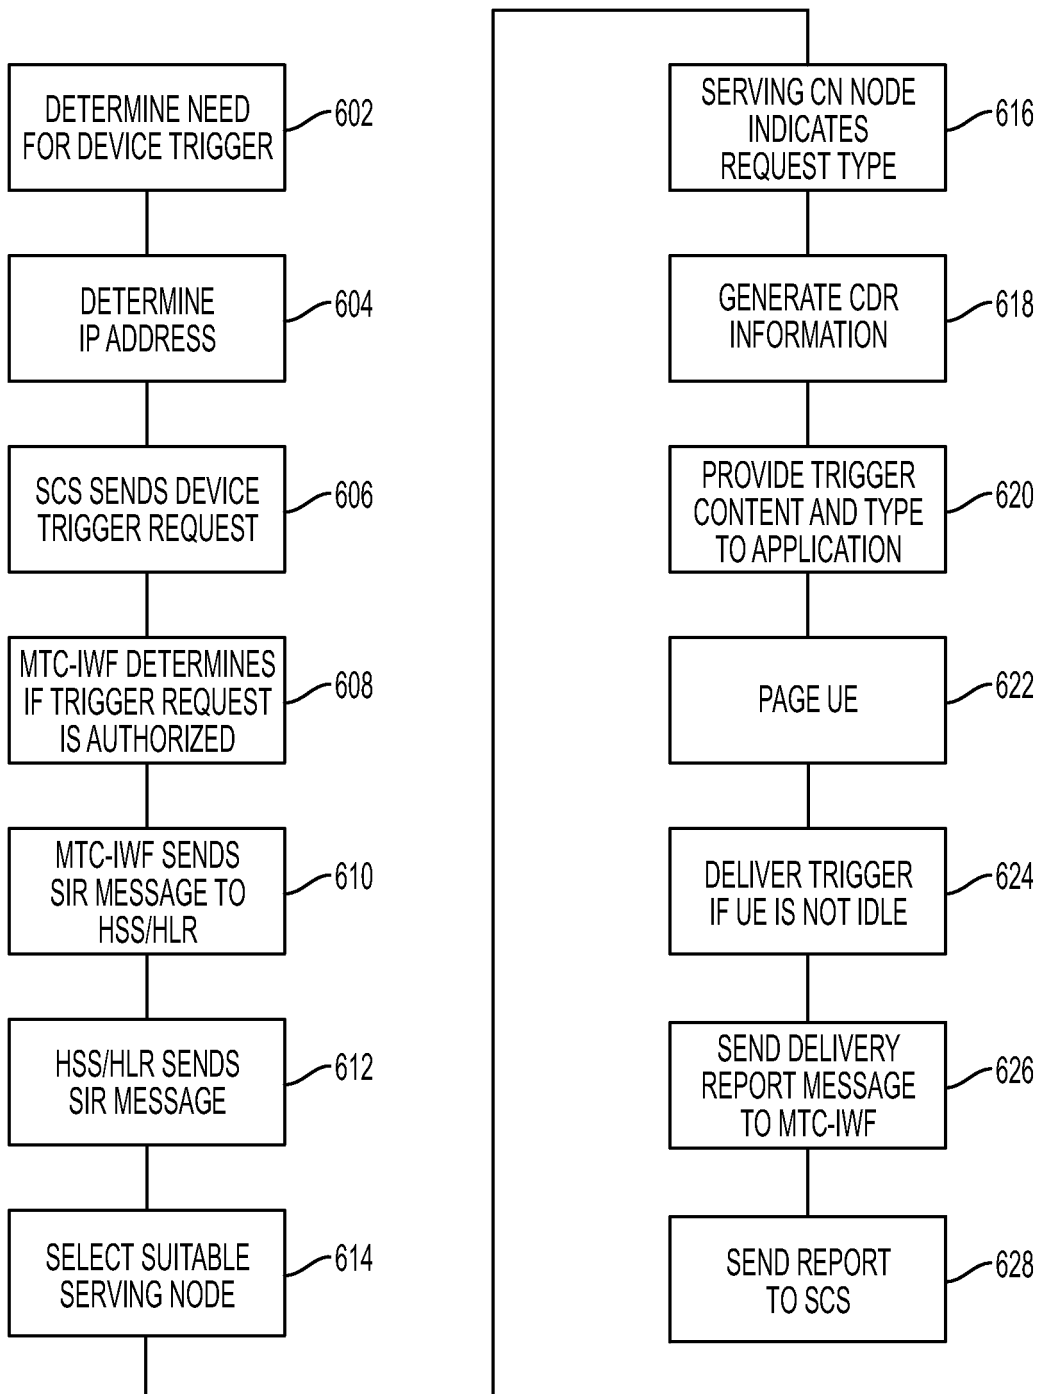 DETERMINE NEED
FOR DEVICE TRIGGER
602
DETERMINE
IP ADDRESS
604
SCS SENDS DEVICE
TRIGGER REQUEST
606
MTC-IWF DETERMINES
IF TRIGGER REQUEST
IS AUTHORIZED
608
MTC-IWF SENDS
SIR MESSAGE TO
HSS/HLR
610
HSS/HLR SENDS
SIR MESSAGE
612
SELECT SUITABLE
SERVING NODE
614
SERVING CN NODE
INDICATES
REQUEST TYPE
616
GENERATE CDR
INFORMATION
618
PROVIDE TRIGGER
CONTENT AND TYPE
TO APPLICATION
620
PAGE UE
622
DELIVER TRIGGER
IF UE IS NOT IDLE
624
SEND DELIVERY
REPORT MESSAGE
TO MTC-IWF
626
SEND REPORT
TO SCS
628